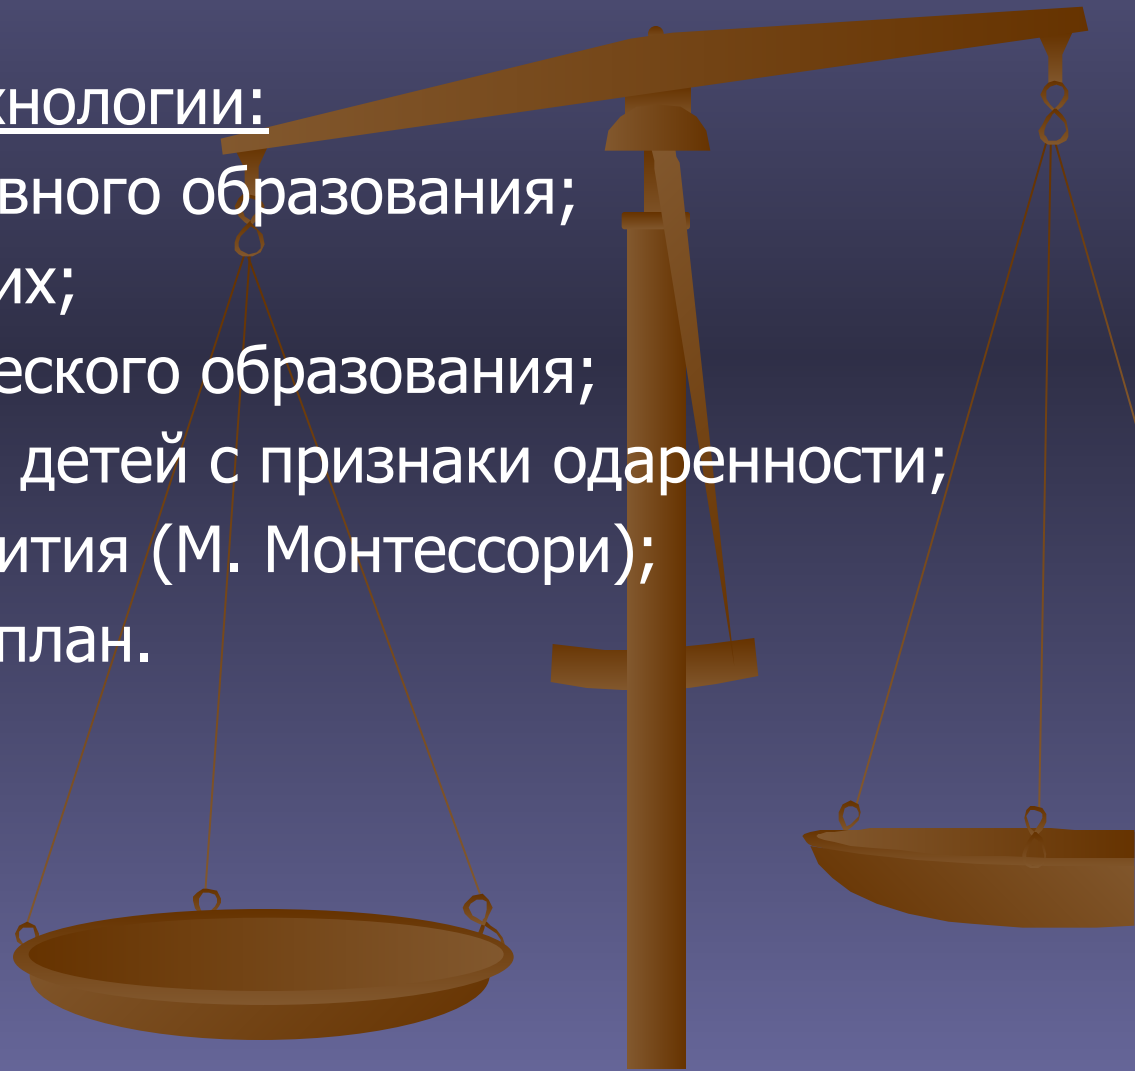 хнологии:
вного образования;
их;
еского образования;
детей с признаки одаренности;
ития (М. Монтессори);
план.